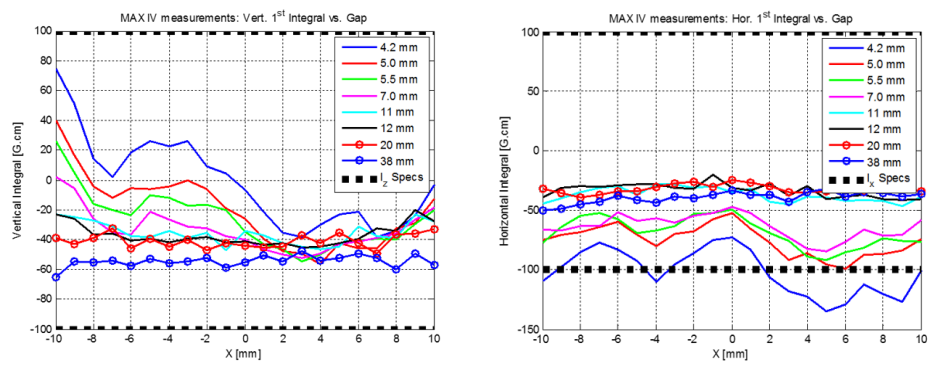 MAX IV measurements: Vert. 1st Integral vs. Gap
100
80
60
40
20
0
-20
-40
-60
-80
-100
Vertical Integral [G.cm]
4.2 mm
5.0 mm
5.5 mm
7.0 mm
11 mm
12 mm
20 mm
38 mm
Iz Specs
-10 -8 -6 -4 -2 0 2 4 6 8 10
X [mm]
MAX IV measurements: Hor. 1st Integral vs. Gap
100
50
0
-50
-100
-150
Horizontal Integral [G.cm]
4.2 mm
5.0 mm
5.5 mm
7.0 mm
11 mm
12 mm
20 mm
38 mm
Ix Specs
-10 -8 -6 -4 -2 0 2 4 6 8 10
X [mm]